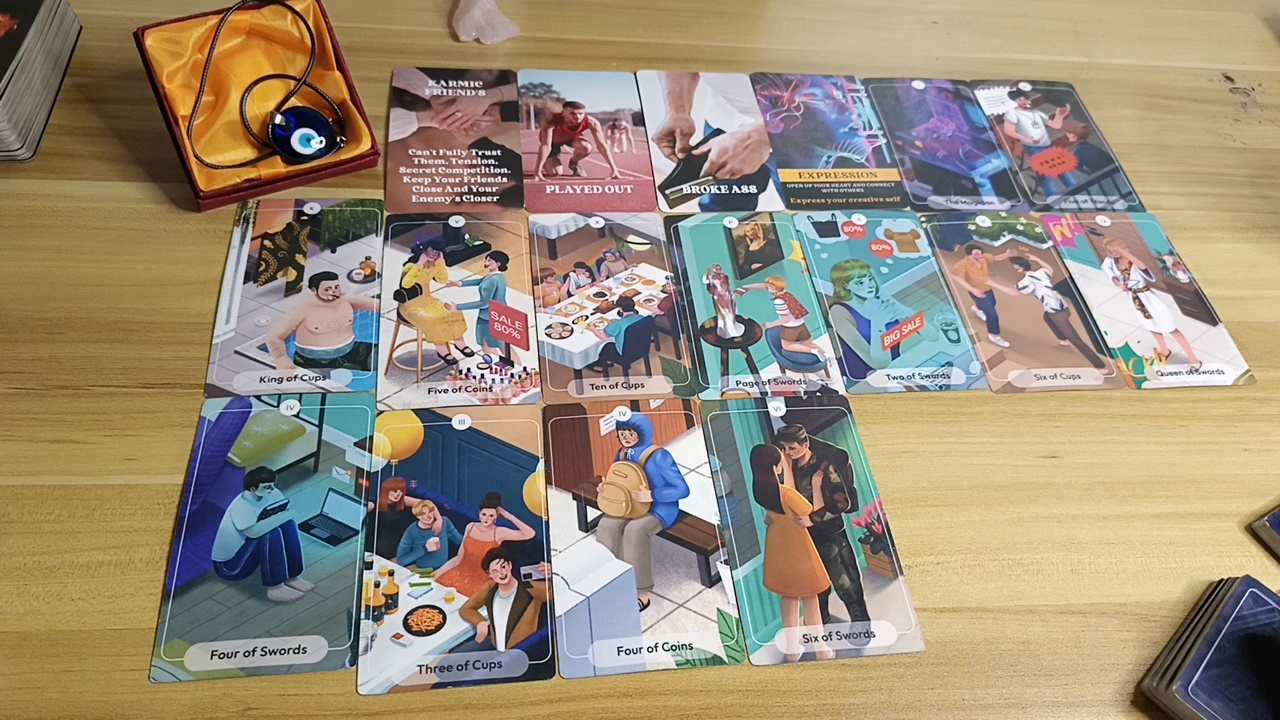 KARMIC
FRIEND'S
Can't Fully Trust
Them. Tension.
Secret Competition.
Keep Up Your Friends
Close And Your
Enemy's Closer
PLAYED OUT
BROKE ASS
EXPRESSION
OPEN UP YOUR HEART AND CONNECT
WITH OTHERS
Express your creative self
K
King of Cups
V
SALE
80%
Five of Coins
X
Ten of Cups
P
Page of Swords
80%
80%
BIG SALE
Two of Swords
Six of Cups
Q
Queen of Swords
IV
Four of Swords
III
Three of Cups
IV
Four of Coins
VI
Six of Swords